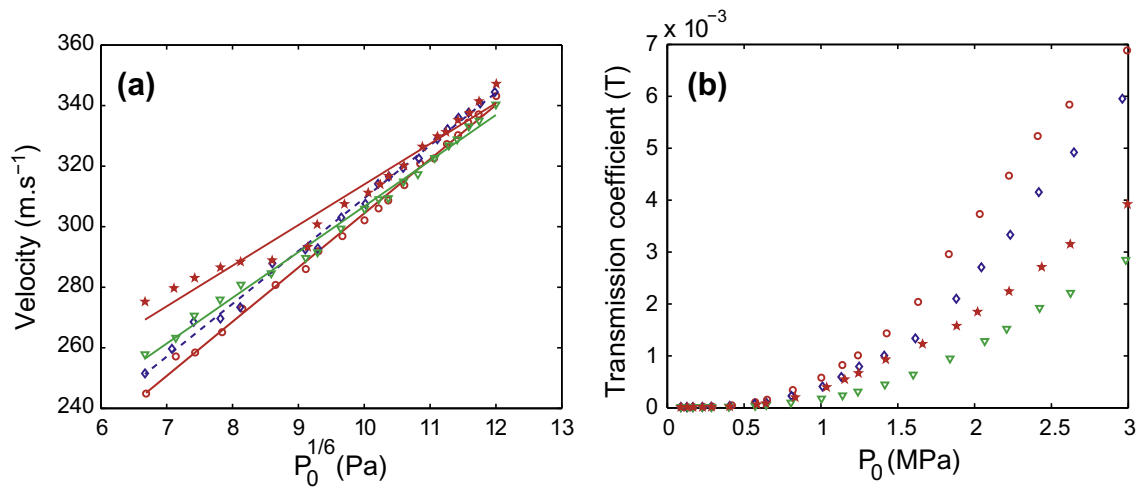 (a)
Velocity (m.s⁻¹)
360
340
320
300
280
260
240
6 7 8 9 10 11 12 13
P₀^1/6 (Pa)
(b)
Transmission coefficient (T)
x 10⁻³
7
6
5
4
3
2
1
0
0 0.5 1 1.5 2 2.5 3
P₀ (MPa)